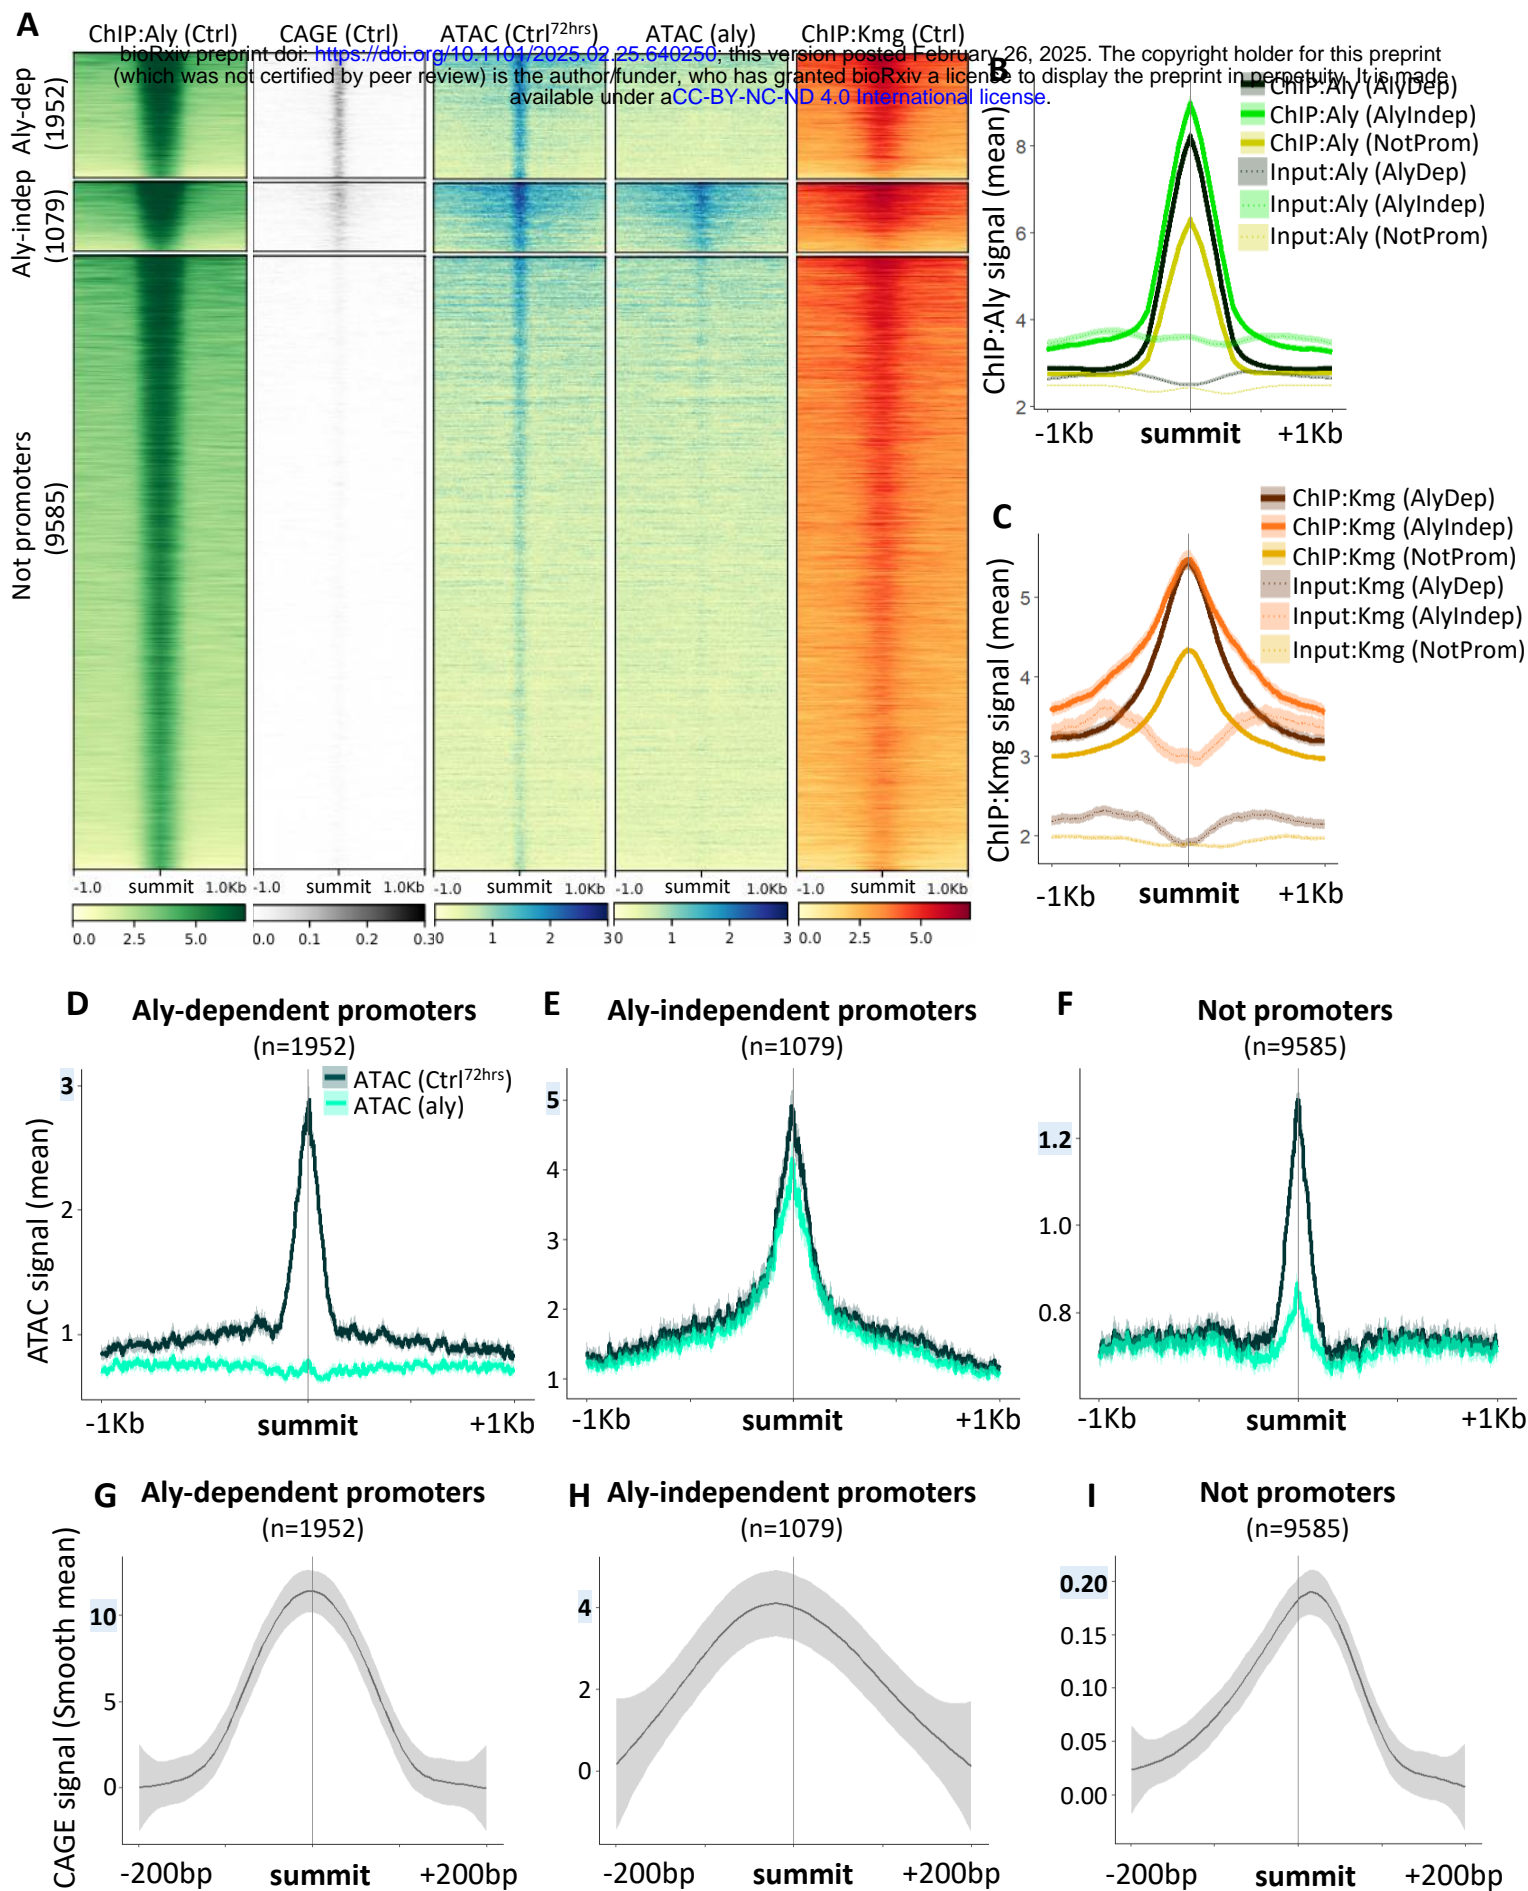 A
ChIP:Aly (Ctrl)
CAGE (Ctrl)
ATAC (Ctrl72hrs)
ATAC (aly)
ChIP:Kmg (Ctrl)
bioRxiv preprint doi: https://doi.org/10.1101/2025.02.25.640250; this version posted February 26, 2025. The copyright holder for this preprint
(which was not certified by peer review) is the author/funder, who has granted bioRxiv a license to display the preprint in perpetuity. It is made
available under aCC-BY-NC-ND 4.0 International license.
Aly-dep
(1952)
Aly-indep
(1079)
Not promoters
(9585)
-1.0 summit 1.0Kb
-1.0 summit 1.0Kb
-1.0 summit 1.0Kb
-1.0 summit 1.0Kb
-1.0 summit 1.0Kb
0.0 2.5 5.0
0.0 0.1 0.2 0.3
0 1 2 3
0 1 2 3
0.0 2.5 5.0
B
ChIP:Aly (AlyDep)
ChIP:Aly (AlyIndep)
ChIP:Aly (NotProm)
Input:Aly (AlyDep)
Input:Aly (AlyIndep)
Input:Aly (NotProm)
ChIP:Aly signal (mean)
8
6
4
2
-1Kb summit +1Kb
C
ChIP:Kmg (AlyDep)
ChIP:Kmg (AlyIndep)
ChIP:Kmg (NotProm)
Input:Kmg (AlyDep)
Input:Kmg (AlyIndep)
Input:Kmg (NotProm)
ChIP:Kmg signal (mean)
5
4
3
2
-1Kb summit +1Kb
D
Aly-dependent promoters
(n=1952)
ATAC (Ctrl72hrs)
ATAC (aly)
ATAC signal (mean)
3
2
1
-1Kb summit +1Kb
E
Aly-independent promoters
(n=1079)
5
4
3
2
1
-1Kb summit +1Kb
F
Not promoters
(n=9585)
1.2
1.0
0.8
-1Kb summit +1Kb
G
Aly-dependent promoters
(n=1952)
CAGE signal (Smooth mean)
10
5
0
-200bp summit +200bp
H
Aly-independent promoters
(n=1079)
4
2
0
-200bp summit +200bp
I
Not promoters
(n=9585)
0.20
0.15
0.10
0.05
0.00
-200bp summit +200bp